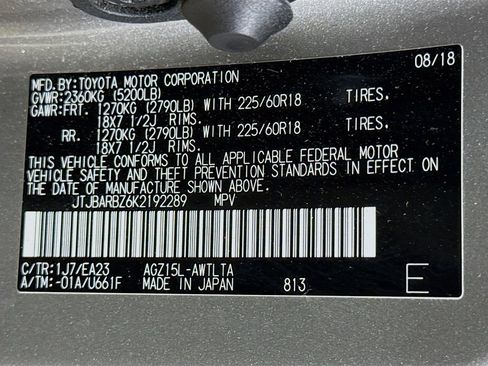 08/18
MFD.BY:TOYOTA MOTOR CORPORATION
GVWR:2360KG (5200LB)
GAWR:FRT. 1270KG (2790LB) WITH 225/60R18 TIRES,
18X7 1/2J RIMS.
RR. 1270KG (2790LB) WITH 225/60R18 TIRES,
18X7 1/2J RIMS.
THIS VEHICLE CONFORMS TO ALL APPLICABLE FEDERAL MOTOR
VEHICLE SAFETY AND THEFT PREVENTION STANDARDS IN EFFECT
ON THE DATE OF MANUFACTURE SHOWN ABOVE.
JTJBARBZ6K2192289 MPV
C/TR:1J7/EA23 AGZ15L-AWTLTA
A/TM:-01A/U661F MADE IN JAPAN 813 E